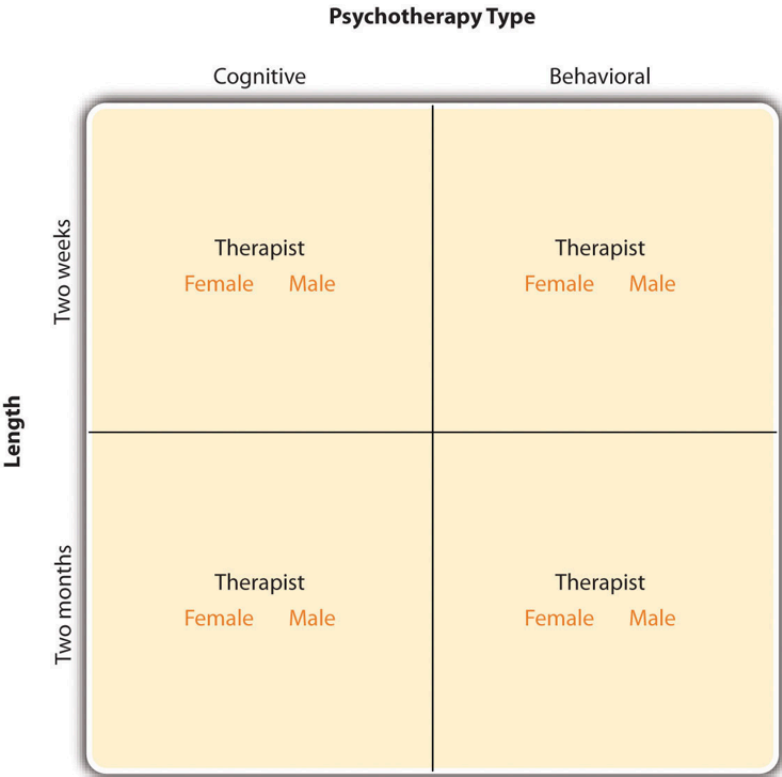 Psychotherapy Type
Cognitive Behavioral
Two weeks
Therapist
Female Male
Therapist
Female Male
Length
Two months
Therapist
Female Male
Therapist
Female Male